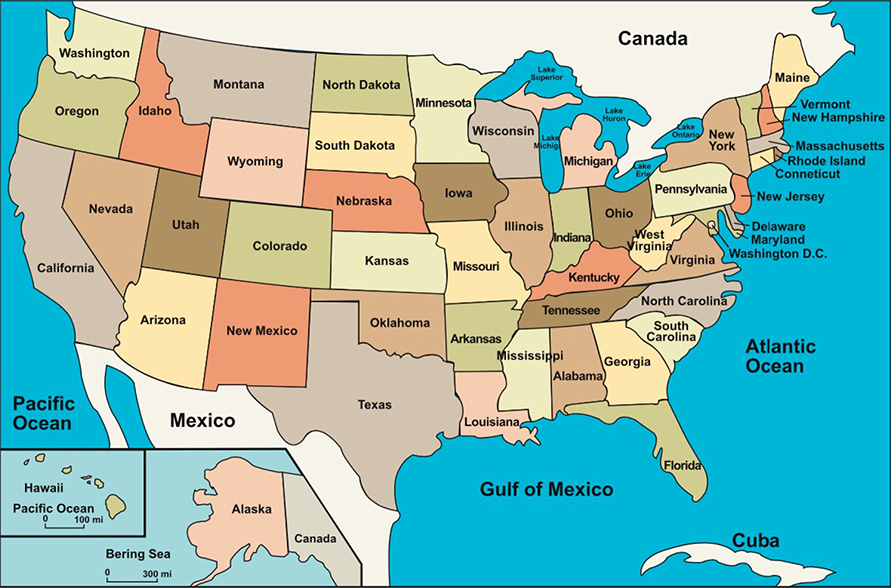 Canada
Washington
Montana
North Dakota
Minnesota
Lake
Superior
Maine
Oregon
Idaho
Vermont
New Hampshire
Lake
Huron
Lake
Ontario
South Dakota
Wisconsin
Lake
Michiga
New
York
Massachusetts
Wyoming
Michigan
Rhode Island
Conneticut
Lake
Erie
Pennsylvania
Nebraska
Iowa
New Jersey
Nevada
Utah
Illinois
Indiana
Ohio
Delaware
Maryland
Washington D.C.
Colorado
West
Virginia
Virginia
California
Kansas
Missouri
Kentucky
North Carolina
Arizona
New Mexico
Oklahoma
Arkansas
Tennessee
South
Carolina
Mississippi
Alabama
Georgia
Atlantic
Ocean
Pacific
Ocean
Mexico
Texas
Louisiana
Florida
Gulf of Mexico
Hawaii
Pacific Ocean
0
100 mi
Alaska
Canada
Bering Sea
0
300 mi
Cuba